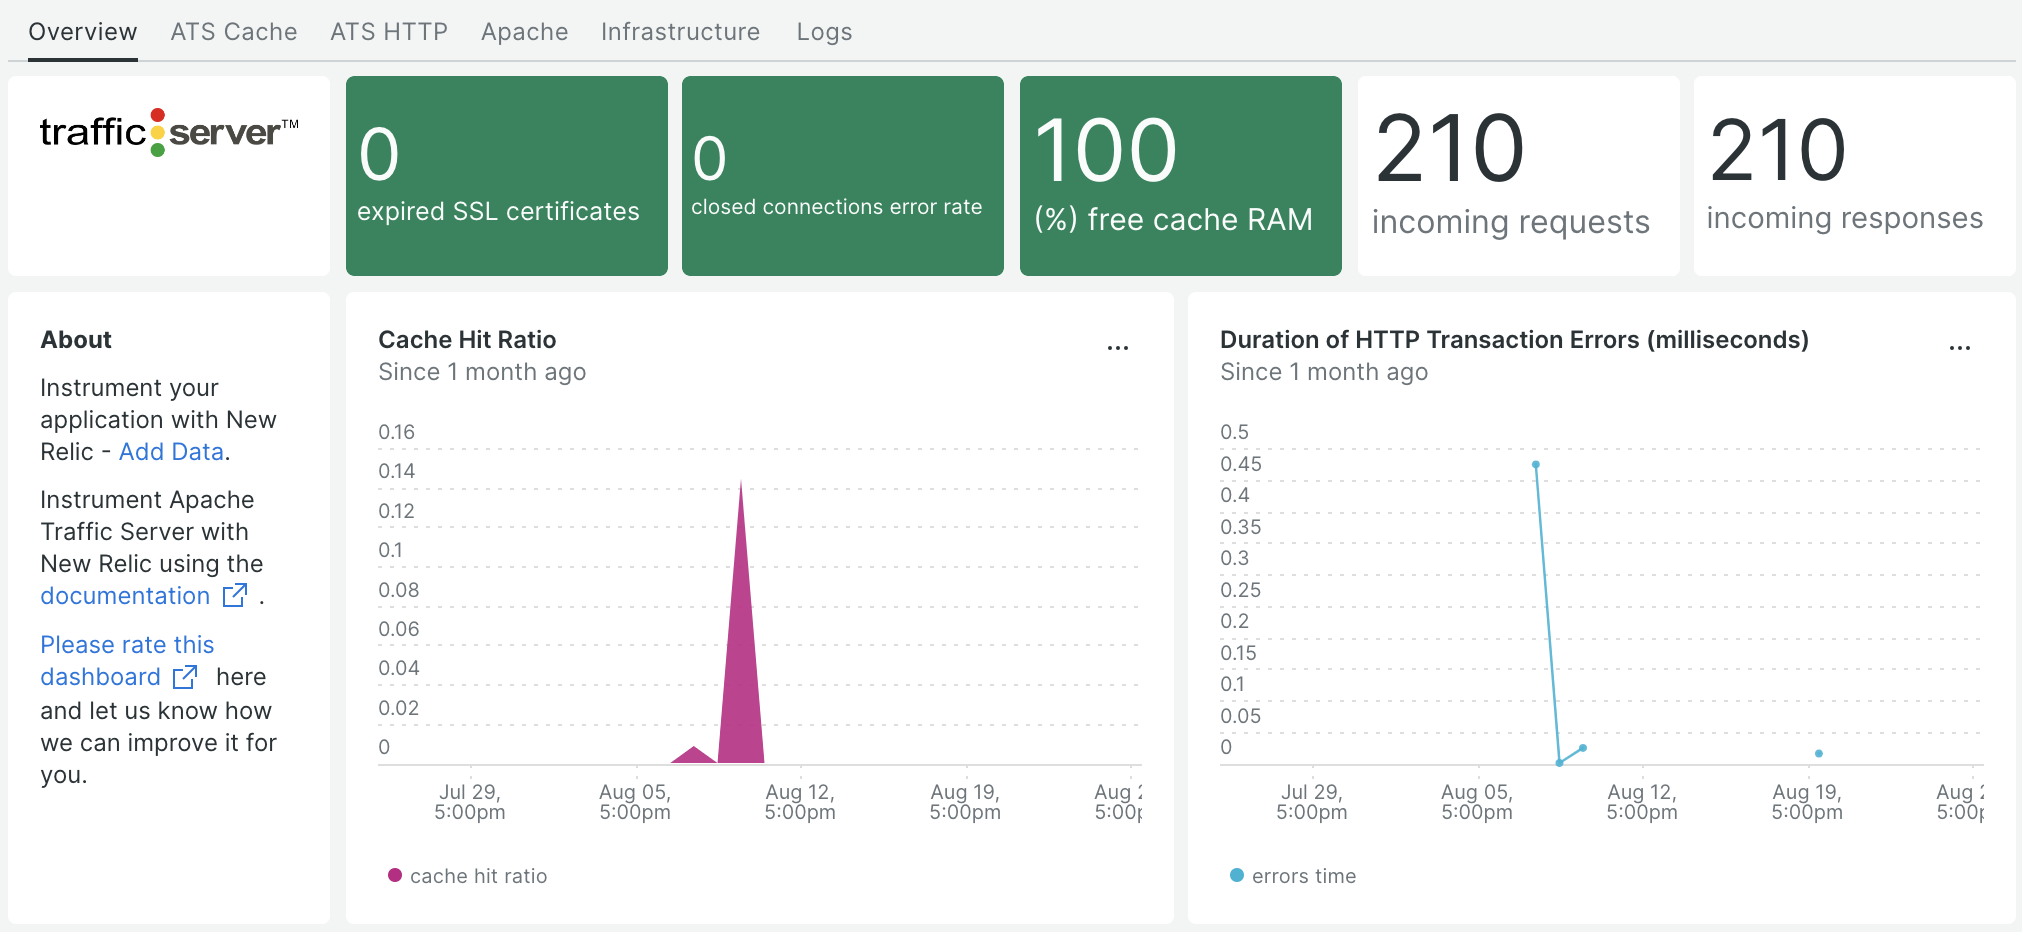 Overview ATS Cache ATS HTTP Apache Infrastructure Logs
traffic server™
0
expired SSL certificates
0
closed connections error rate
100
(%) free cache RAM
210
incoming requests
210
incoming responses
About
Instrument your
application with New
Relic - Add Data.
Instrument Apache
Traffic Server with
New Relic using the
documentation .
Please rate this
dashboard here
and let us know how
we can improve it for
you.
Cache Hit Ratio
...
Since 1 month ago
0.16
0.14
0.12
0.1
0.08
0.06
0.04
0.02
0
Jul 29, Aug 05, Aug 12, Aug 19, Aug 2
5:00pm 5:00pm 5:00pm 5:00pm 5:00p
cache hit ratio
Duration of HTTP Transaction Errors (milliseconds)
...
Since 1 month ago
0.5
0.45
0.4
0.35
0.3
0.25
0.2
0.15
0.1
0.05
0
Jul 29, Aug 05, Aug 12, Aug 19, Aug 2
5:00pm 5:00pm 5:00pm 5:00pm 5:00p
errors time